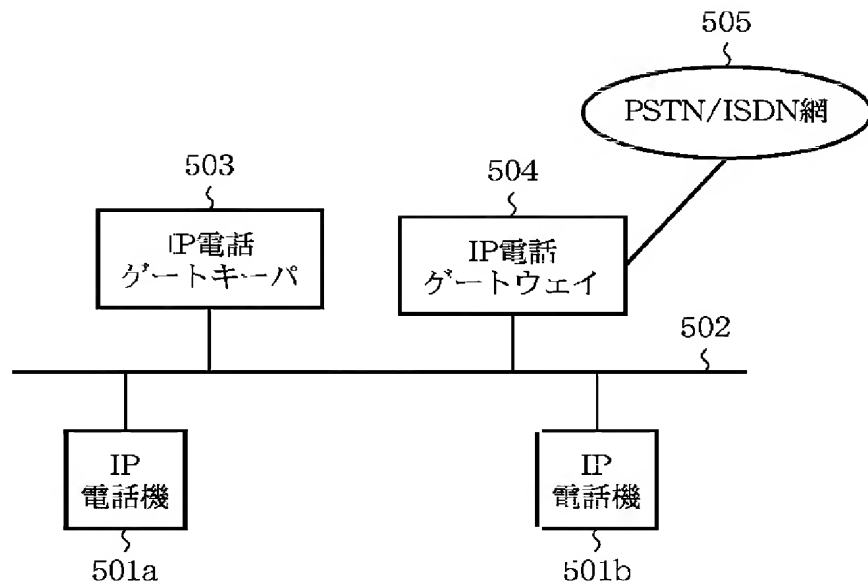 505
PSTN/ISDN網
503
IP電話
ゲートキーパ
504
IP電話
ゲートウェイ
502
IP
電話機
501a
IP
電話機
501b